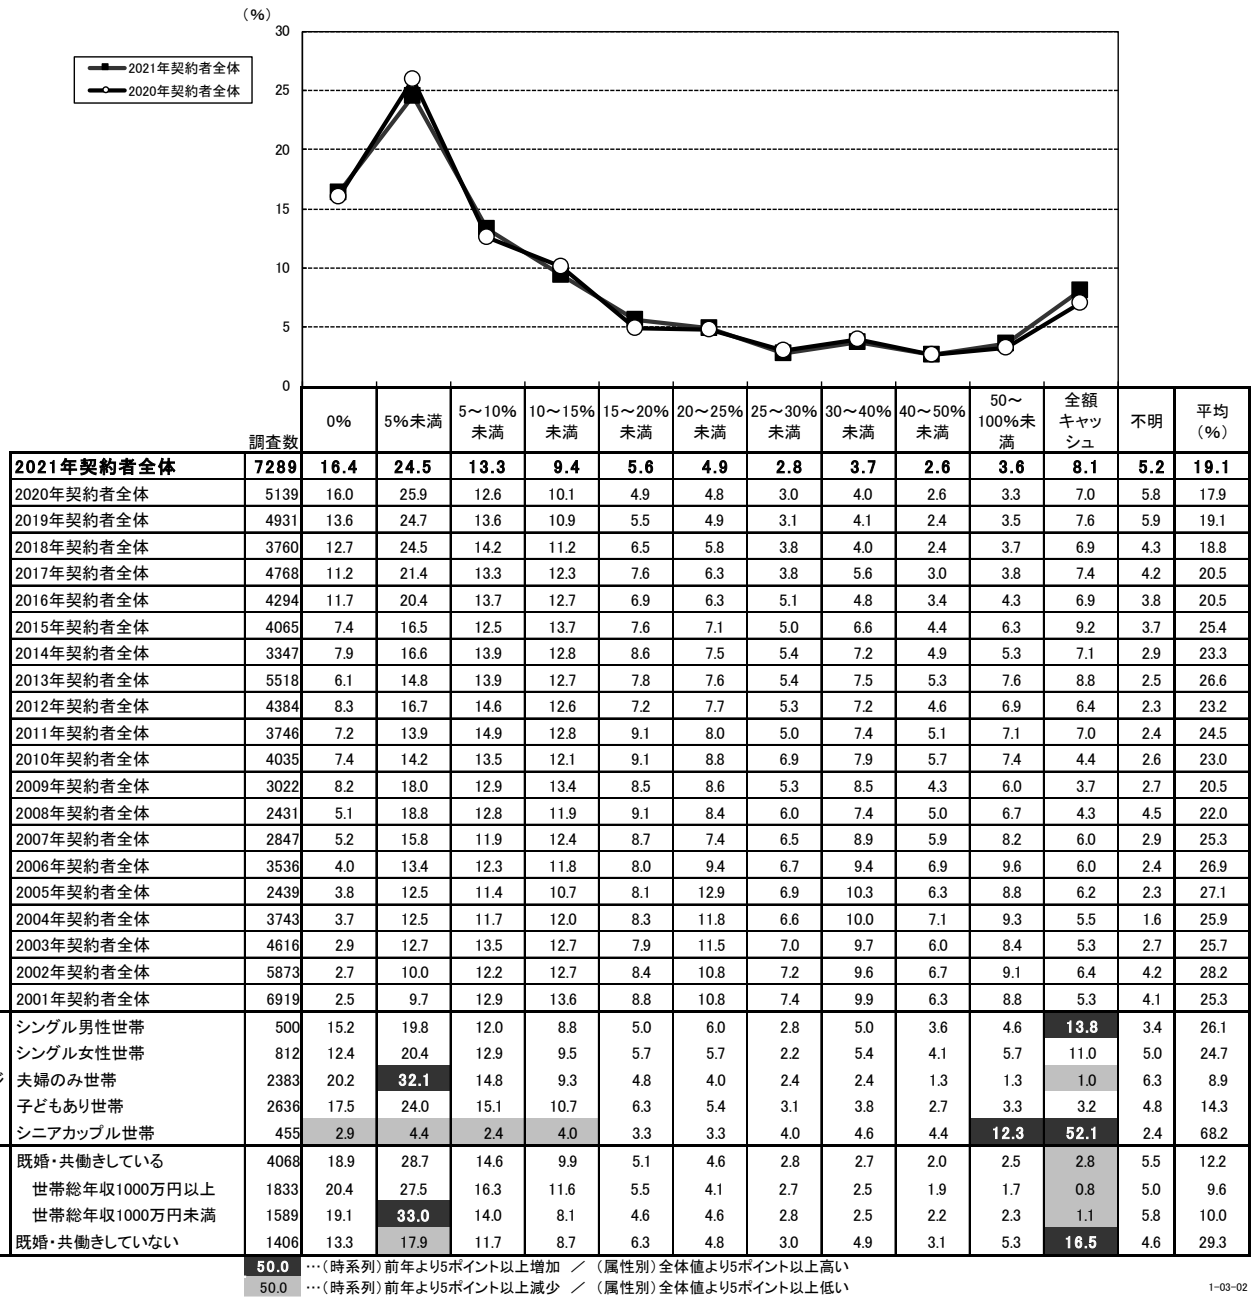 （%）
30
2021年契約者全体
2020年契約者全体
25
20
15
10
5
0
調査数 0% 5%未満 5～10%未満 10～15%未満 15～20%未満 20～25%未満 25～30%未満 30～40%未満 40～50%未満 50～100%未満 全額キャッシュ 不明 平均（%）
2021年契約者全体 7289 16.4 24.5 13.3 9.4 5.6 4.9 2.8 3.7 2.6 3.6 8.1 5.2 19.1
2020年契約者全体 5139 16.0 25.9 12.6 10.1 4.9 4.8 3.0 4.0 2.6 3.3 7.0 5.8 17.9
2019年契約者全体 4931 13.6 24.7 13.6 10.9 5.5 4.9 3.1 4.1 2.4 3.5 7.6 5.9 19.1
2018年契約者全体 3760 12.7 24.5 14.2 11.2 6.5 5.8 3.8 4.0 2.4 3.7 6.9 4.3 18.8
2017年契約者全体 4768 11.2 21.4 13.3 12.3 7.6 6.3 3.8 5.6 3.0 3.8 7.4 4.2 20.5
2016年契約者全体 4294 11.7 20.4 13.7 12.7 6.9 6.3 5.1 4.8 3.4 4.3 6.9 3.8 20.5
2015年契約者全体 4065 7.4 16.5 12.5 13.7 7.6 7.1 5.0 6.6 4.4 6.3 9.2 3.7 25.4
2014年契約者全体 3347 7.9 16.6 13.9 12.8 8.6 7.5 5.4 7.2 4.9 5.3 7.1 2.9 23.3
2013年契約者全体 5518 6.1 14.8 13.9 12.7 7.8 7.6 5.4 7.5 5.3 7.6 8.8 2.5 26.6
2012年契約者全体 4384 8.3 16.7 14.6 12.6 7.2 7.7 5.3 7.2 4.6 6.9 6.4 2.3 23.2
2011年契約者全体 3746 7.2 13.9 14.9 12.8 9.1 8.0 5.0 7.4 5.1 7.1 7.0 2.4 24.5
2010年契約者全体 4035 7.4 14.2 13.5 12.1 9.1 8.8 6.9 7.9 5.7 7.4 4.4 2.6 23.0
2009年契約者全体 3022 8.2 18.0 12.9 13.4 8.5 8.6 5.3 8.5 4.3 6.0 3.7 2.7 20.5
2008年契約者全体 2431 5.1 18.8 12.8 11.9 9.1 8.4 6.0 7.4 5.0 6.7 4.3 4.5 22.0
2007年契約者全体 2847 5.2 15.8 11.9 12.4 8.7 7.4 6.5 8.9 5.9 8.2 6.0 2.9 25.3
2006年契約者全体 3536 4.0 13.4 12.3 11.8 8.0 9.4 6.7 9.4 6.9 9.6 6.0 2.4 26.9
2005年契約者全体 2439 3.8 12.5 11.4 10.7 8.1 12.9 6.9 10.3 6.3 8.8 6.2 2.3 27.1
2004年契約者全体 3743 3.7 12.5 11.7 12.0 8.3 11.8 6.6 10.0 7.1 9.3 5.5 1.6 25.9
2003年契約者全体 4616 2.9 12.7 13.5 12.7 7.9 11.5 7.0 9.7 6.0 8.4 5.3 2.7 25.7
2002年契約者全体 5873 2.7 10.0 12.2 12.7 8.4 10.8 7.2 9.6 6.7 9.1 6.4 4.2 28.2
2001年契約者全体 6919 2.5 9.7 12.9 13.6 8.8 10.8 7.4 9.9 6.3 8.8 5.3 4.1 25.3
シングル男性世帯 500 15.2 19.8 12.0 8.8 5.0 6.0 2.8 5.0 3.6 4.6 13.8 3.4 26.1
シングル女性世帯 812 12.4 20.4 12.9 9.5 5.7 5.7 2.2 5.4 4.1 5.7 11.0 5.0 24.7
夫婦のみ世帯 2383 20.2 32.1 14.8 9.3 4.8 4.0 2.4 2.4 1.3 1.3 1.0 6.3 8.9
子どもあり世帯 2636 17.5 24.0 15.1 10.7 6.3 5.4 3.1 3.8 2.7 3.3 3.2 4.8 14.3
シニアカップル世帯 455 2.9 4.4 2.4 4.0 3.3 3.3 4.0 4.6 4.4 12.3 52.1 2.4 68.2
既婚・共働きしている 4068 18.9 28.7 14.6 9.9 5.1 4.6 2.8 2.7 2.0 2.5 2.8 5.5 12.2
世帯総年収1000万円以上 1833 20.4 27.5 16.3 11.6 5.5 4.1 2.7 2.5 1.9 1.7 0.8 5.0 9.6
世帯総年収1000万円未満 1589 19.1 33.0 14.0 8.1 4.6 4.6 2.8 2.5 2.2 2.3 1.1 5.8 10.0
既婚・共働きしていない 1406 13.3 17.9 11.7 8.7 6.3 4.8 3.0 4.9 3.1 5.3 16.5 4.6 29.3
50.0 …（時系列）前年より5ポイント以上増加 ／ （属性別）全体値より5ポイント以上高い
50.0 …（時系列）前年より5ポイント以上減少 ／ （属性別）全体値より5ポイント以上低い
1-03-02